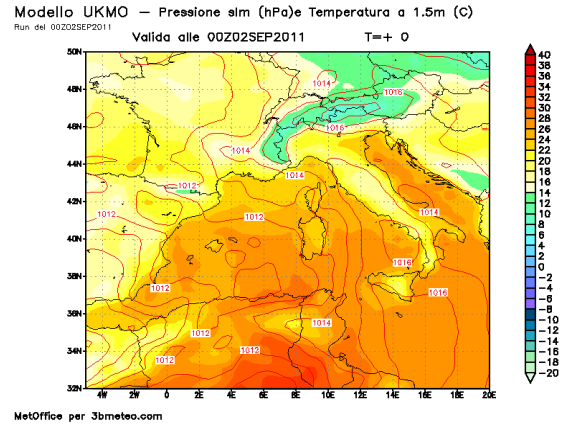 Modello UKMO — Pressione slm (hPa)e Temperatura a 1.5m (C)
Run del 00Z02SEP2011
Valida alle 00Z02SEP2011 T=+ 0
50N
48N
46N
44N
42N
40N
38N
36N
34N
32N
4W 2W 0 2E 4E 6E 8E 10E 12E 14E 16E 18E 20E
1014 1016
1016
1014
1014
1012
1012 1012 1014
1016
1012 1016
1014
1012
1012
1012
40
38
36
34
32
30
28
26
24
22
20
18
16
14
12
10
8
6
4
2
0
−2
−4
−6
−8
−10
−12
−14
−16
−18
−20
MetOffice per 3bmeteo.com